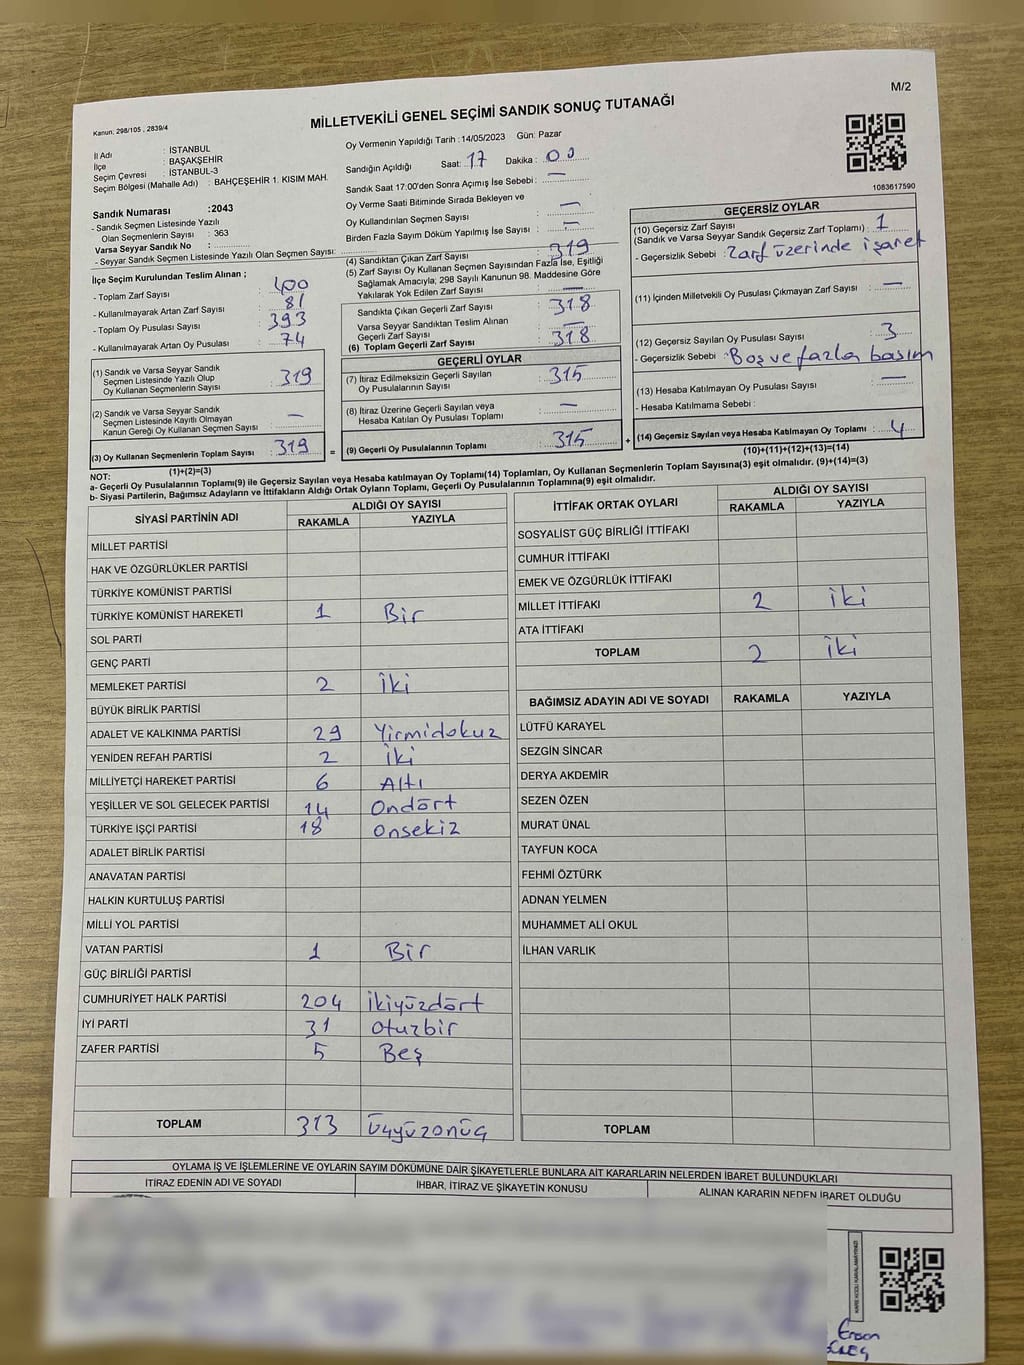 M/2
MİLLETVEKİLİ GENEL SEÇİMİ SANDIK SONUÇ TUTANAĞI
Kanun: 298/105 , 2839/4
İl Adı : İSTANBUL
İlçe : BAŞAKŞEHİR
Seçim Çevresi : İSTANBUL-3
Seçim Bölgesi (Mahalle Adı) : BAHÇEŞEHİR 1. KISIM MAH.
Sandık Numarası :2043
- Sandık Seçmen Listesinde Yazılı
Olan Seçmenlerin Sayısı : 363
Varsa Seyyar Sandık No :
- Seyyar Sandık Seçmen Listesinde Yazılı Olan Seçmen Sayısı:
Oy Vermenin Yapıldığı Tarih : 14/05/2023 Gün: Pazar
Sandığın Açıldığı Saat: 17 Dakika : 00
Sandık Saat 17:00'den Sonra Açımış İse Sebebi: —
Oy Verme Saati Bitiminde Sırada Bekleyen ve
Oy Kullandırılan Seçmen Sayısı : —
Birden Fazla Sayım Döküm Yapılmış İse Sayısı : —
1083617590
İlçe Seçim Kurulundan Teslim Alınan ;
- Toplam Zarf Sayısı : 400
- Kullanılmayarak Artan Zarf Sayısı : 81
- Toplam Oy Pusulası Sayısı : 393
- Kullanılmayarak Artan Oy Pusulası : 74
(1) Sandık ve Varsa Seyyar Sandık
Seçmen Listesinde Yazılı Olup
Oy Kullanan Seçmenlerin Sayısı : 319
(2) Sandık ve Varsa Seyyar Sandık
Seçmen Listesinde Kayıtlı Olmayan
Kanun Gereği Oy Kullanan Seçmen Sayısı : —
(3) Oy Kullanan Seçmenlerin Toplam Sayısı : 319
(1)+(2)=(3)
(4) Sandıktan Çıkan Zarf Sayısı : 319
(5) Zarf Sayısı Oy Kullanan Seçmen Sayısından Fazla İse, Eşitliği
Sağlamak Amacıyla; 298 Sayılı Kanunun 98. Maddesine Göre
Yakılarak Yok Edilen Zarf Sayısı : —
Sandıkta Çıkan Geçerli Zarf Sayısı : 318
Varsa Seyyar Sandıktan Teslim Alınan
Geçerli Zarf Sayısı : —
(6) Toplam Geçerli Zarf Sayısı : 318
GEÇERLİ OYLAR
(7) İtiraz Edilmeksizin Geçerli Sayılan
Oy Pusulalarının Sayısı : 315
(8) İtiraz Üzerine Geçerli Sayılan veya
Hesaba Katılan Oy Pusulası Toplamı : —
= (9) Geçerli Oy Pusulalarının Toplamı : 315 +
GEÇERSİZ OYLAR
(10) Geçersiz Zarf Sayısı
(Sandık ve Varsa Seyyar Sandık Geçersiz Zarf Toplamı) : 1
- Geçersizlik Sebebi : Zarf üzerinde işaret
(11) İçinden Milletvekili Oy Pusulası Çıkmayan Zarf Sayısı : —
(12) Geçersiz Sayılan Oy Pusulası Sayısı : 3
- Geçersizlik Sebebi : Boş ve fazla basım
(13) Hesaba Katılmayan Oy Pusulası Sayısı : —
- Hesaba Katılmama Sebebi :
(14) Geçersiz Sayılan veya Hesaba Katılmayan Oy Toplamı : 4
(10)+(11)+(12)+(13)=(14)
NOT:
a- Geçerli Oy Pusulalarının Toplamı(9) ile Geçersiz Sayılan veya Hesaba katılmayan Oy Toplamı(14) Toplamları, Oy Kullanan Seçmenlerin Toplam Sayısına(3) eşit olmalıdır. (9)+(14)=(3)
b- Siyasi Partilerin, Bağımsız Adayların ve İttifakların Aldığı Ortak Oyların Toplamı, Geçerli Oy Pusulalarının Toplamına(9) eşit olmalıdır.
SİYASİ PARTİNİN ADI ALDIĞI OY SAYISI
RAKAMLA YAZIYLA
MİLLET PARTİSİ
HAK VE ÖZGÜRLÜKLER PARTİSİ
TÜRKİYE KOMÜNİST PARTİSİ
TÜRKİYE KOMÜNİST HAREKETİ 1 Bir
SOL PARTİ
GENÇ PARTİ
MEMLEKET PARTİSİ 2 İki
BÜYÜK BİRLİK PARTİSİ
ADALET VE KALKINMA PARTİSİ 29 Yirmidokuz
YENİDEN REFAH PARTİSİ 2 İki
MİLLİYETÇİ HAREKET PARTİSİ 6 Altı
YEŞİLLER VE SOL GELECEK PARTİSİ 14 Ondört
TÜRKİYE İŞÇİ PARTİSİ 18 onsekiz
ADALET BİRLİK PARTİSİ
ANAVATAN PARTİSİ
HALKIN KURTULUŞ PARTİSİ
MİLLİ YOL PARTİSİ
VATAN PARTİSİ 1 Bir
GÜÇ BİRLİĞİ PARTİSİ
CUMHURİYET HALK PARTİSİ 204 İkiyüzdört
İYİ PARTİ 31 otuzbir
ZAFER PARTİSİ 5 Beş
TOPLAM 313 üçyüzonüç
İTTİFAK ORTAK OYLARI ALDIĞI OY SAYISI
RAKAMLA YAZIYLA
SOSYALİST GÜÇ BİRLİĞİ İTTİFAKI
CUMHUR İTTİFAKI
EMEK VE ÖZGÜRLÜK İTTİFAKI
MİLLET İTTİFAKI 2 İki
ATA İTTİFAKI
TOPLAM 2 İki
BAĞIMSIZ ADAYIN ADI VE SOYADI RAKAMLA YAZIYLA
LÜTFÜ KARAYEL
SEZGİN SİNCAR
DERYA AKDEMİR
SEZEN ÖZEN
MURAT ÜNAL
TAYFUN KOCA
FEHMİ ÖZTÜRK
ADNAN YELMEN
MUHAMMET ALİ OKUL
İLHAN VARLIK
TOPLAM
OYLAMA İŞ VE İŞLEMLERİNE VE OYLARIN SAYIM DÖKÜMÜNE DAİR ŞİKAYETLERLE BUNLARA AİT KARARLARIN NELERDEN İBARET BULUNDUKLARI
İTİRAZ EDENİN ADI VE SOYADI İHBAR, İTİRAZ VE ŞİKAYETİN KONUSU ALINAN KARARIN NEDEN İBARET OLDUĞU
KARE KODU KARALAMAYINIZ!